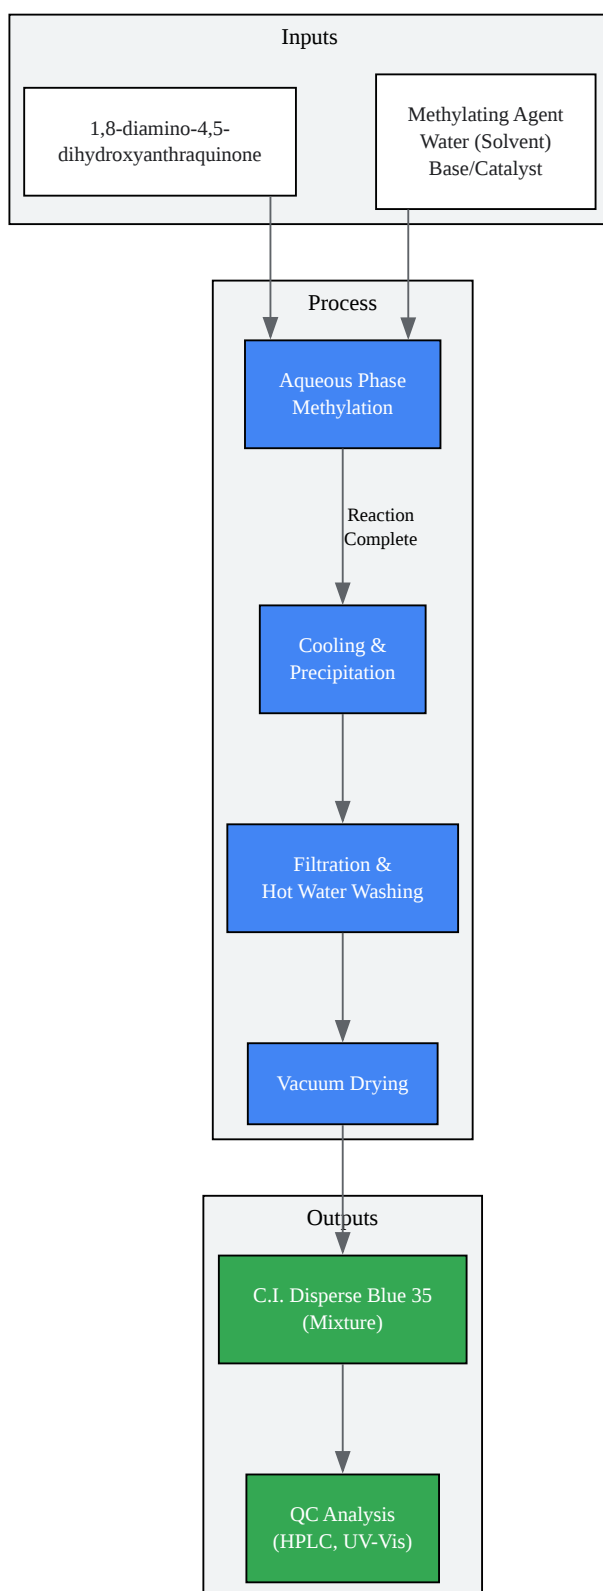 Inputs
1,8-diamino-4,5-
dihydroxyanthraquinone
Methylating Agent
Water (Solvent)
Base/Catalyst
Process
Aqueous Phase
Methylation
Reaction
Complete
Cooling &
Precipitation
Filtration &
Hot Water Washing
Vacuum Drying
Outputs
C.I. Disperse Blue 35
(Mixture)
QC Analysis
(HPLC, UV-Vis)